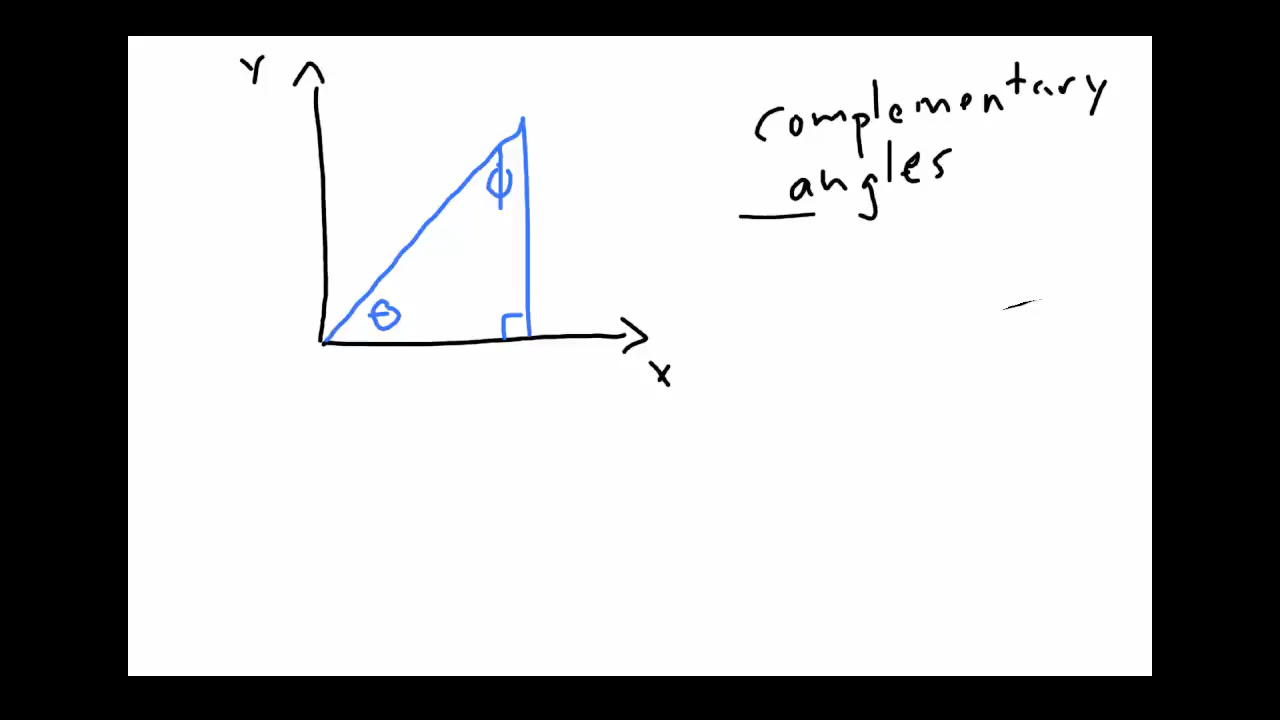 Y
complementary
angles
φ
θ
x